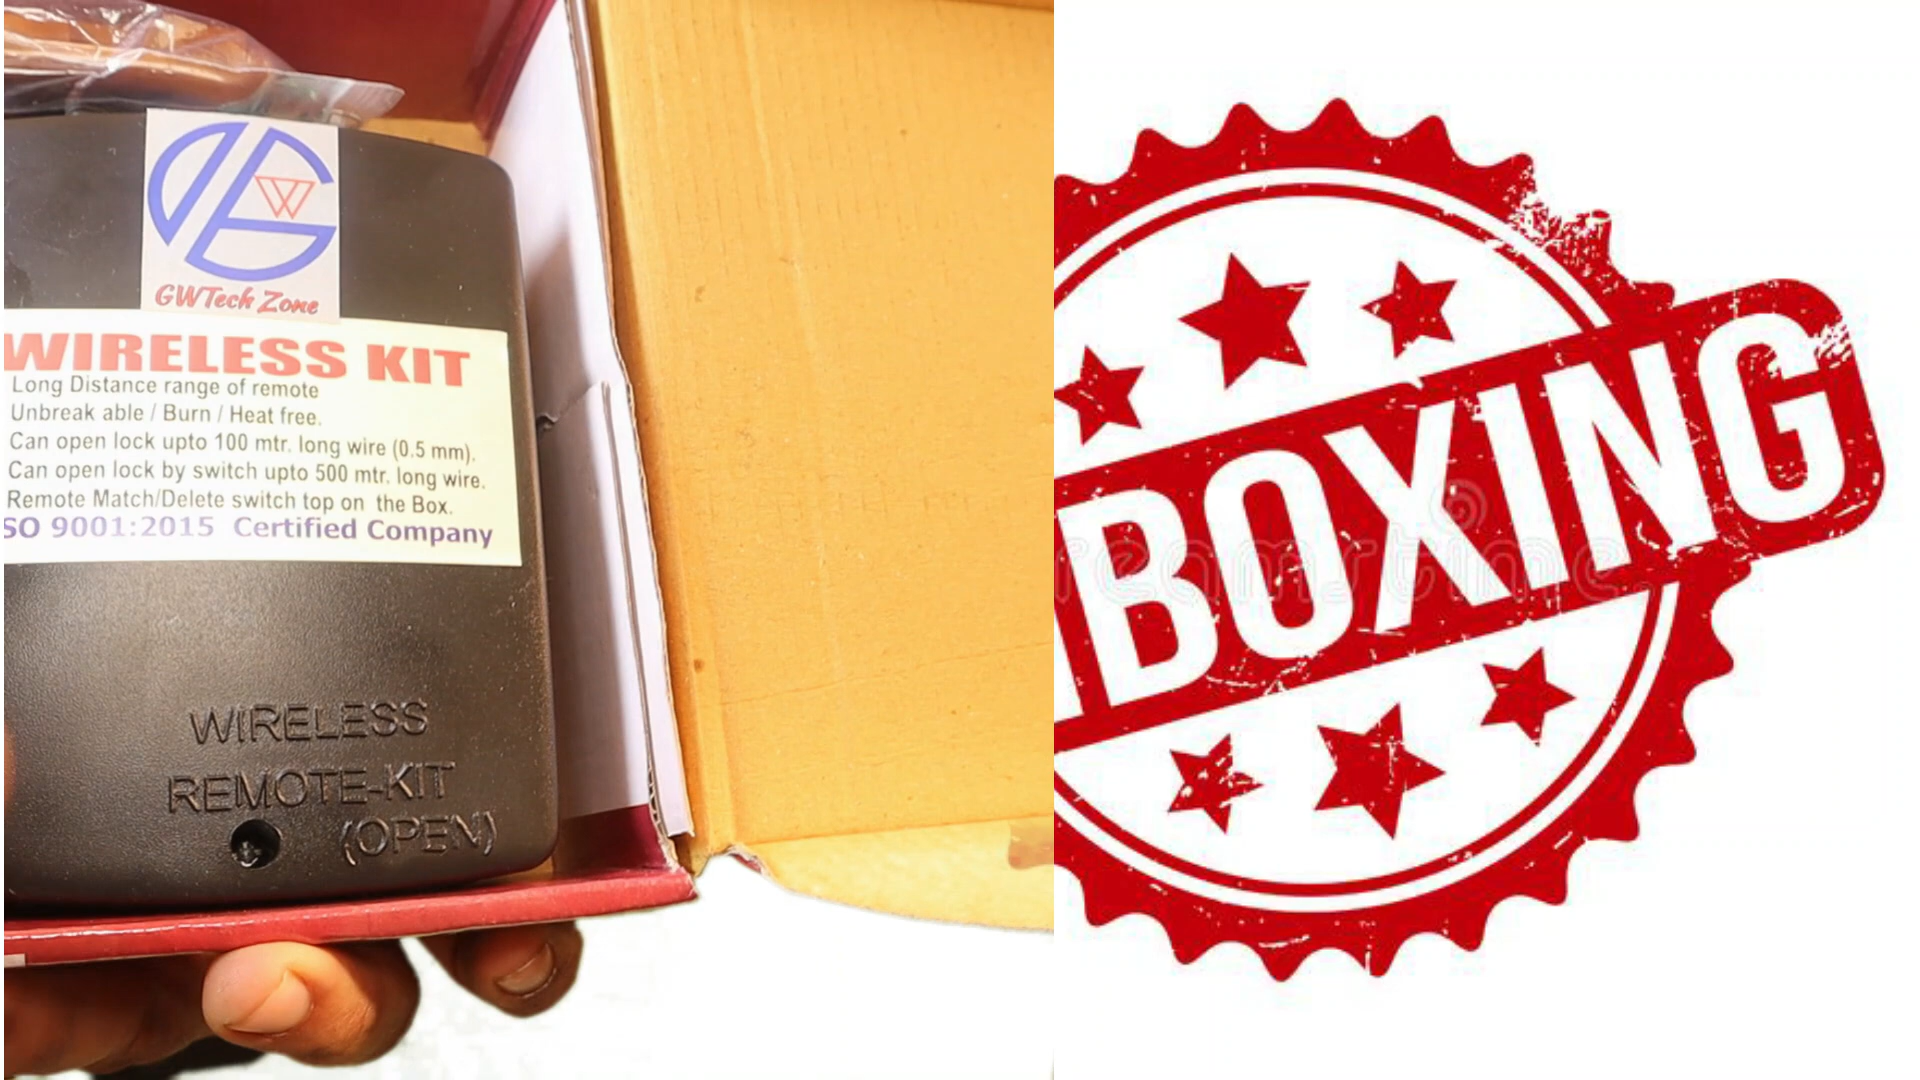 GWTech Zone
WIRELESS KIT
Long Distance range of remote
Unbreak able / Burn / Heat free.
Can open lock upto 100 mtr. long wire (0.5 mm).
Can open lock by switch upto 500 mtr. long wire.
Remote Match/Delete switch top on the Box.
SO 9001:2015 Certified Company
WIRELESS
REMOTE-KIT
(OPEN)
BOXING
reamstime